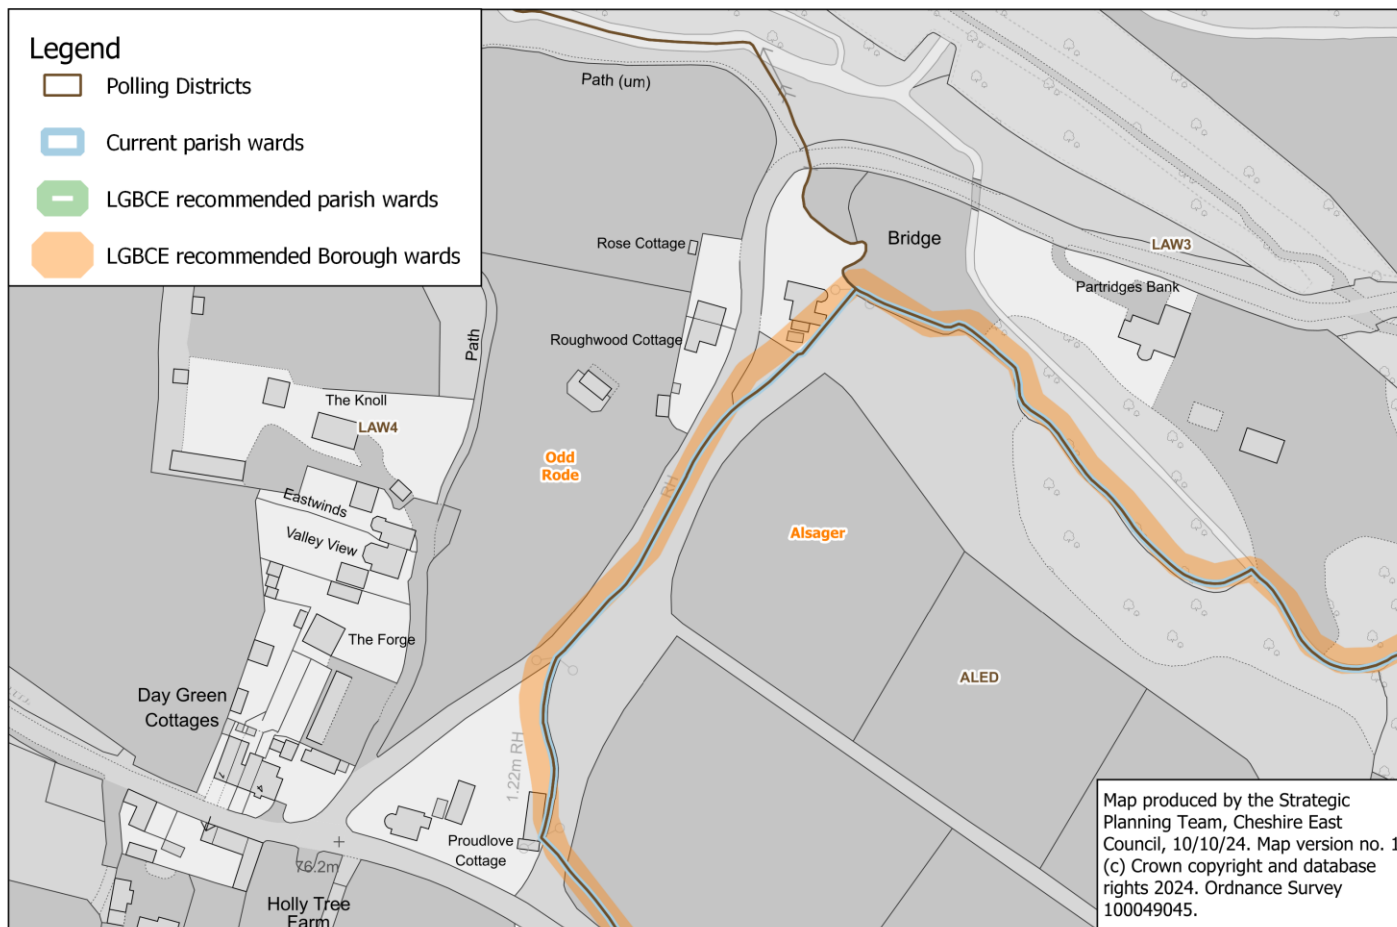 Legend
Polling Districts
Current parish wards
LGBCE recommended parish wards
LGBCE recommended Borough wards
Path (um)
Rose Cottage
Bridge
LAW3
Partridges Bank
Path
Roughwood Cottage
The Knoll
LAW4
Odd
Rode
RH
Eastwinds
Valley View
Alsager
The Forge
ALED
Day Green
Cottages
1.22m RH
Proudlove
Cottage
76.2m
Holly Tree
Farm
Map produced by the Strategic
Planning Team, Cheshire East
Council, 10/10/24. Map version no. 1
(c) Crown copyright and database
rights 2024. Ordnance Survey
100049045.